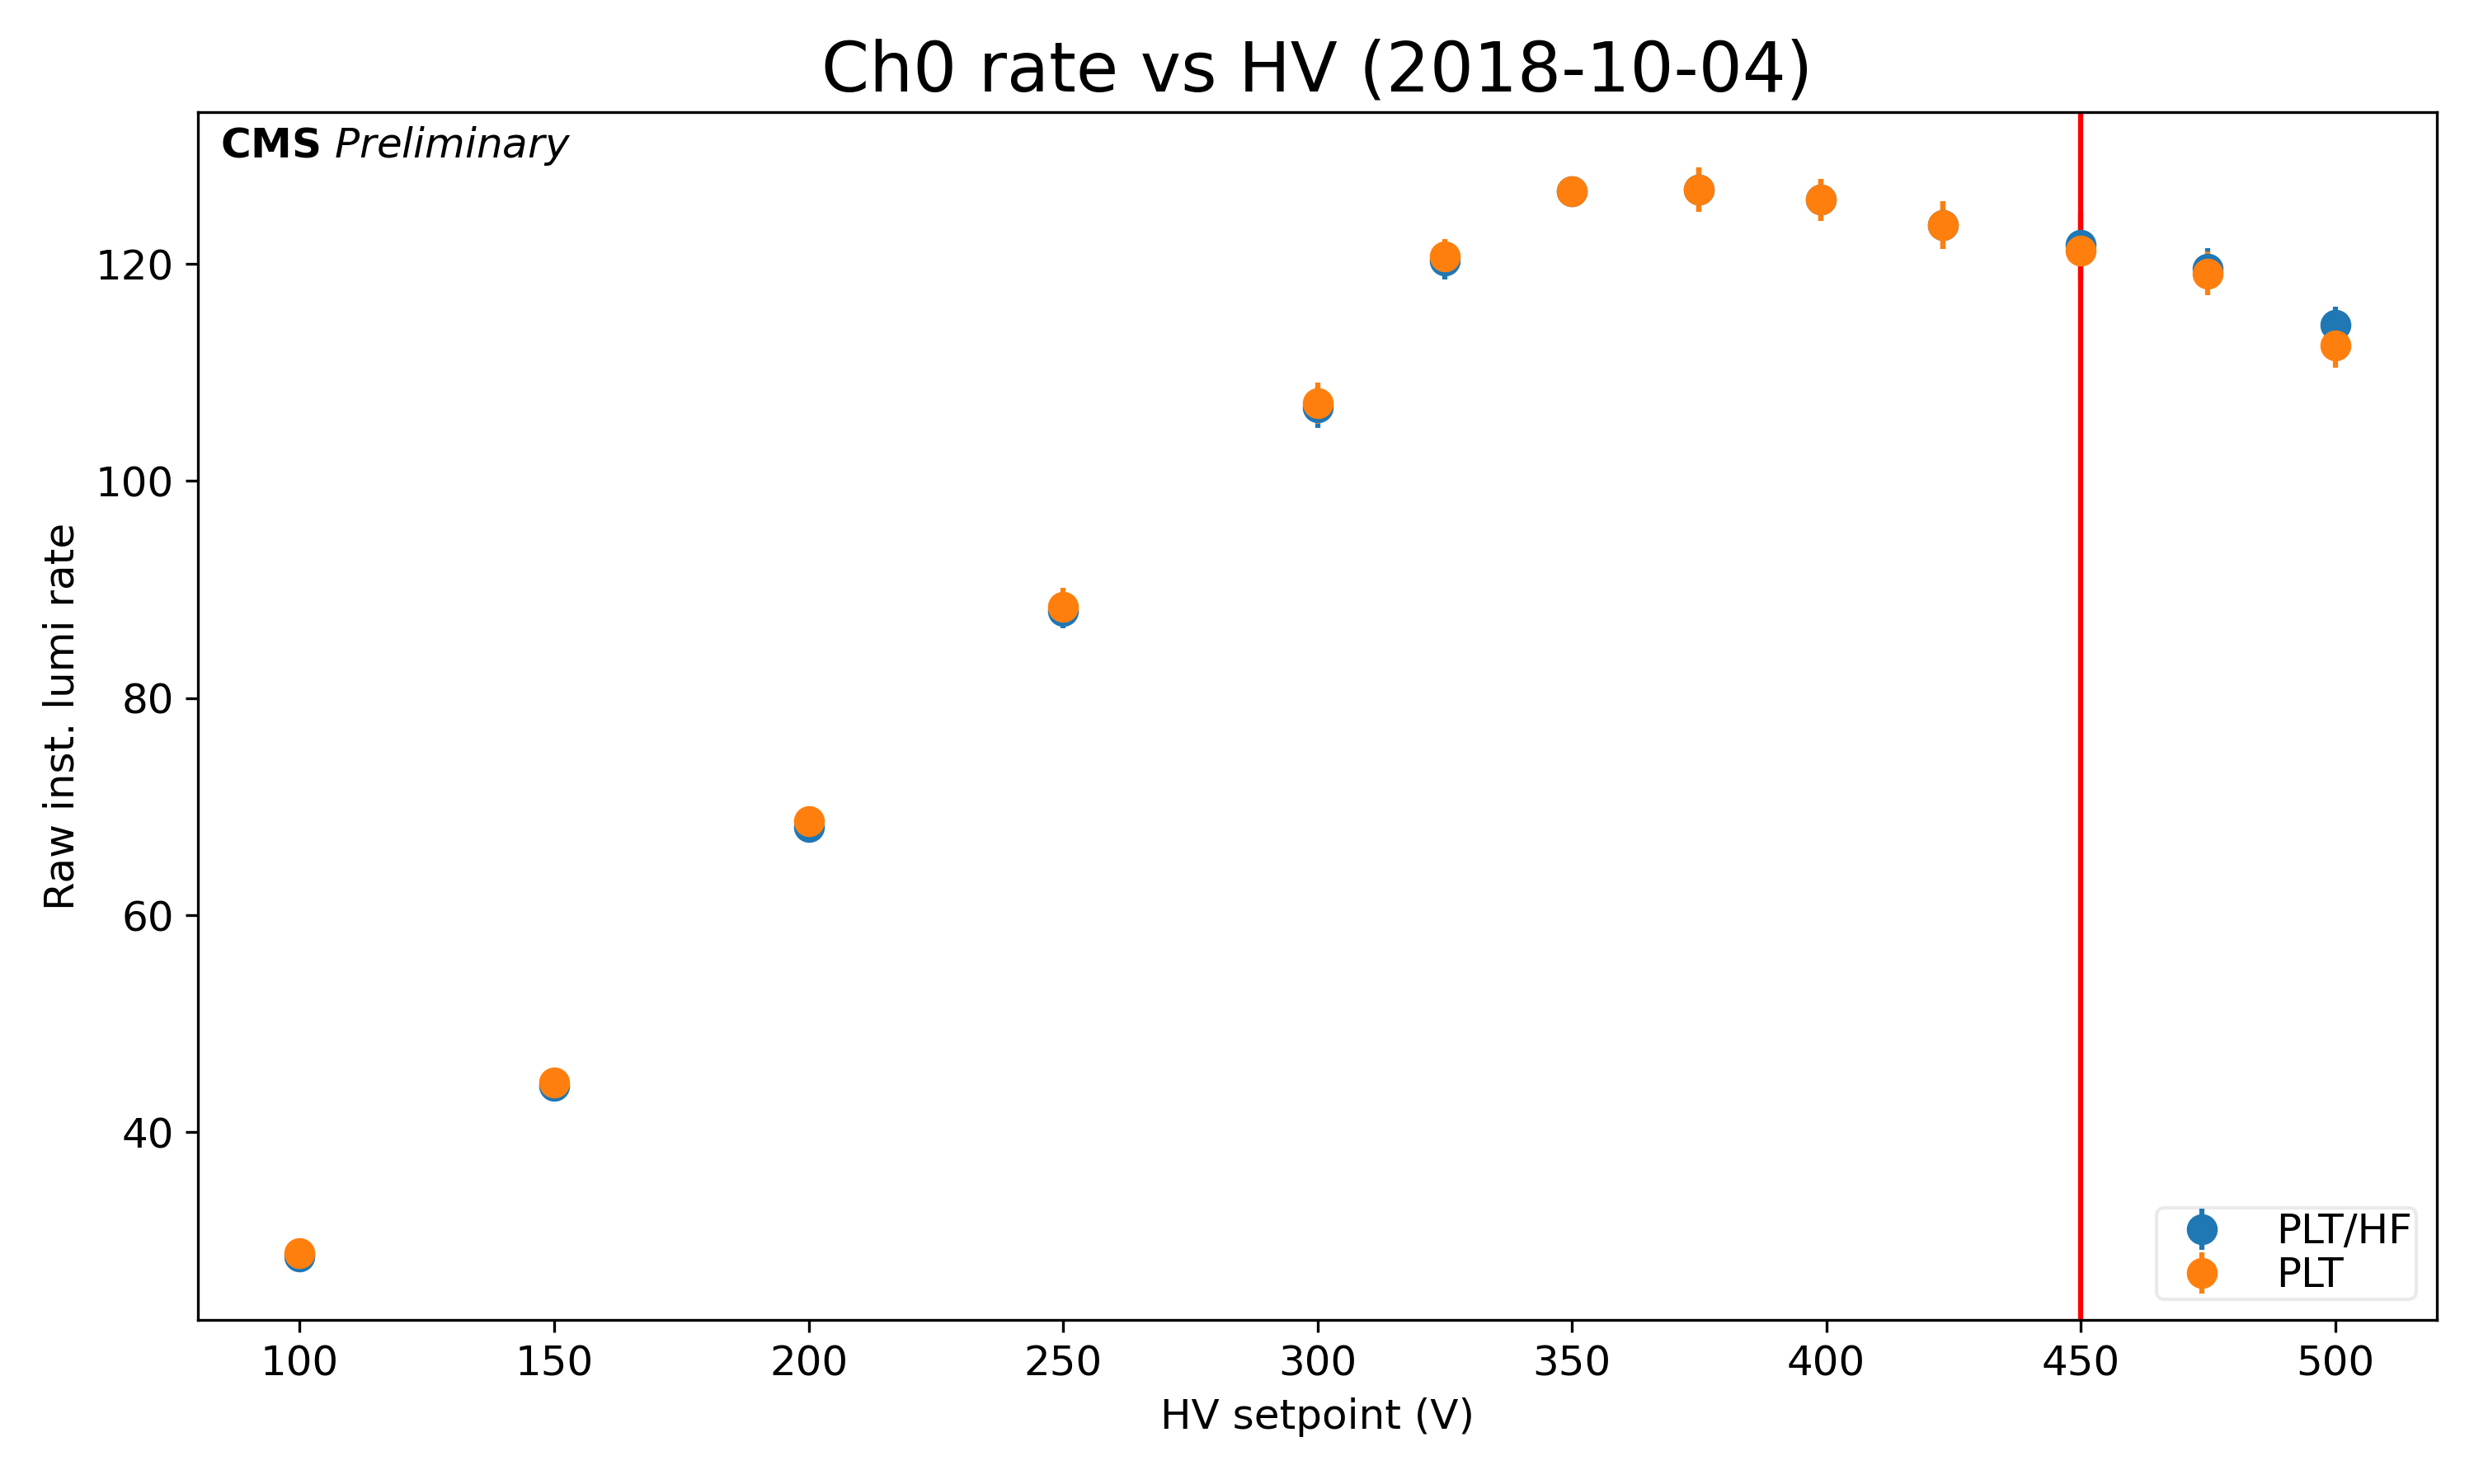 Ch0 rate vs HV (2018-10-04)
CMS Preliminary
120
100
80
60
40
Raw inst. lumi rate
100 150 200 250 300 350 400 450 500
HV setpoint (V)
PLT/HF
PLT